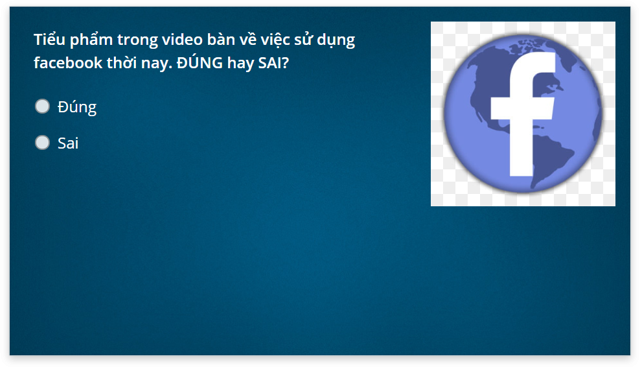 Tiểu phẩm trong video bàn về việc sử dụng
facebook thời nay. ĐÚNG hay SAI?
Đúng
Sai
f